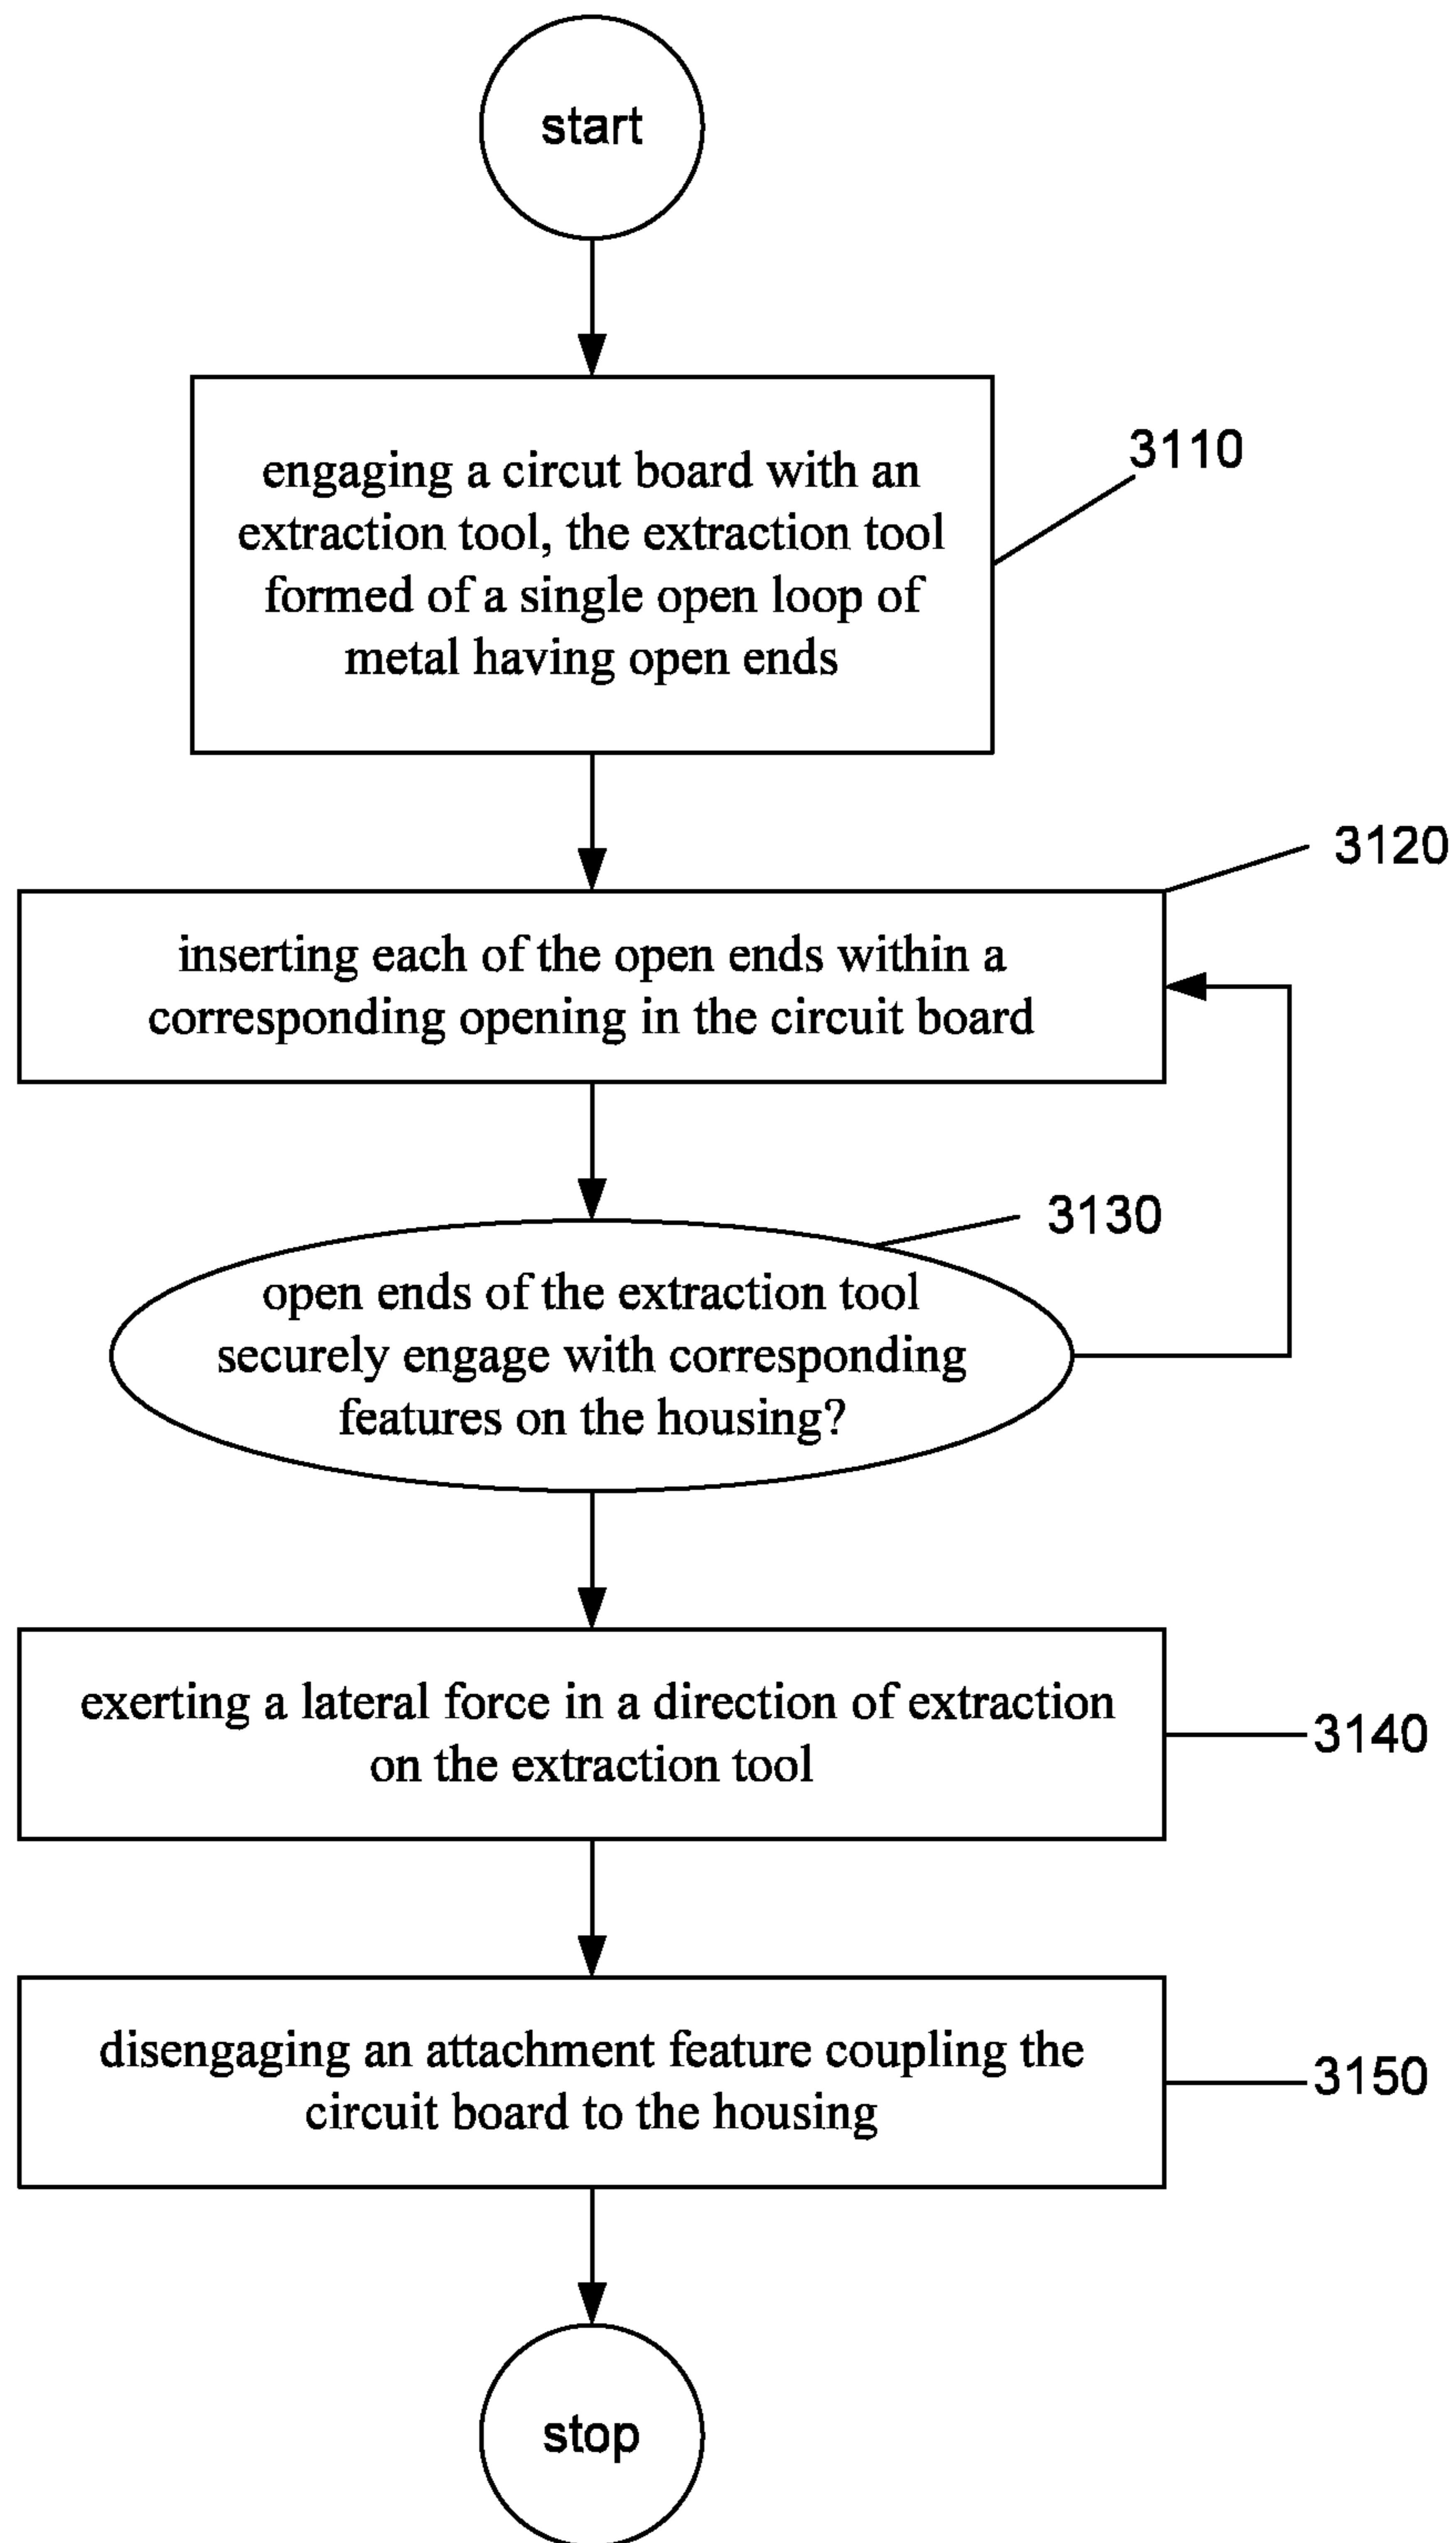 start
engaging a circut board with an
extraction tool, the extraction tool
formed of a single open loop of
metal having open ends
3110
3120
inserting each of the open ends within a
corresponding opening in the circuit board
3130
open ends of the extraction tool
securely engage with corresponding
features on the housing?
exerting a lateral force in a direction of extraction
on the extraction tool
3140
disengaging an attachment feature coupling the
circuit board to the housing
3150
stop